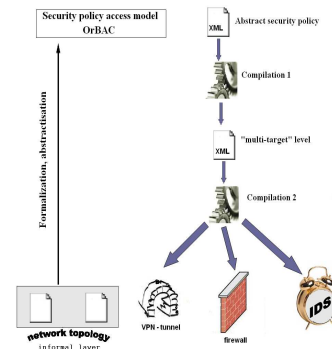 Security policy access model
OrBAC
Formalization, abstractisation
network topology
informal layer
XML
Abstract security policy
Compilation 1
XML
"multi-target" level
Compilation 2
VPN - tunnel
firewall
IDS